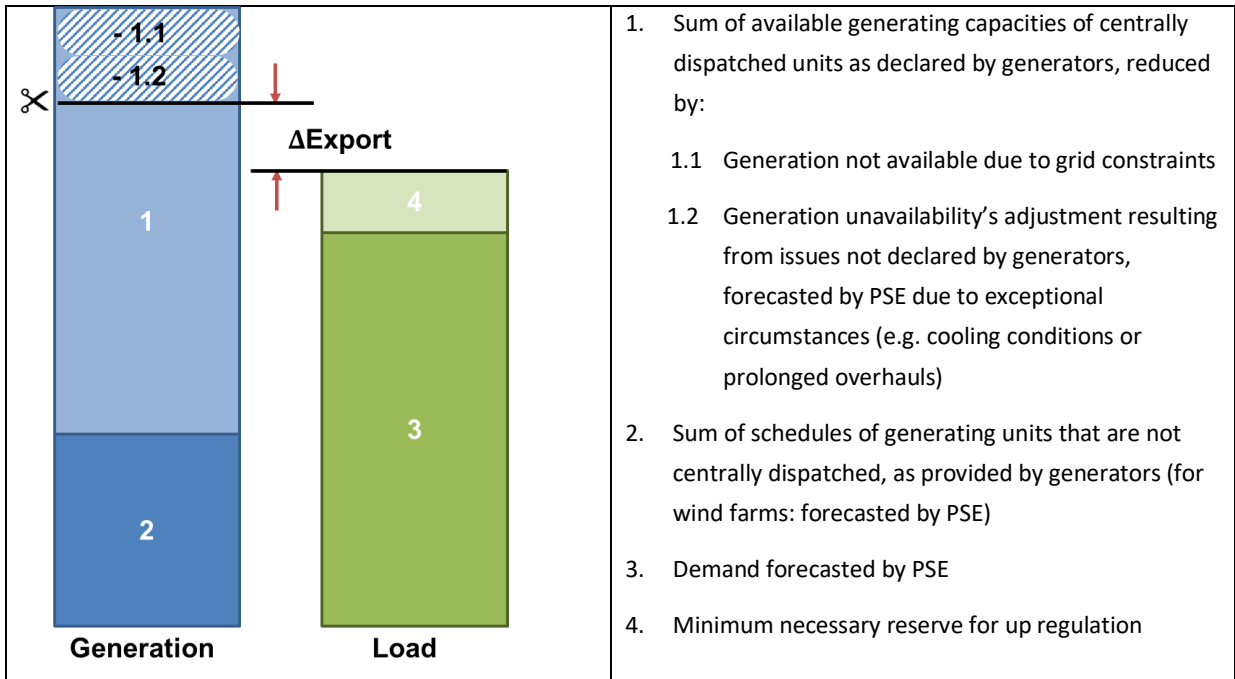 - 1.1
- 1.2
ΔExport
1
4
3
2
Generation
Load
1. Sum of available generating capacities of centrally
dispatched units as declared by generators, reduced
by:
1.1 Generation not available due to grid constraints
1.2 Generation unavailability’s adjustment resulting
from issues not declared by generators,
forecasted by PSE due to exceptional
circumstances (e.g. cooling conditions or
prolonged overhauls)
2. Sum of schedules of generating units that are not
centrally dispatched, as provided by generators (for
wind farms: forecasted by PSE)
3. Demand forecasted by PSE
4. Minimum necessary reserve for up regulation